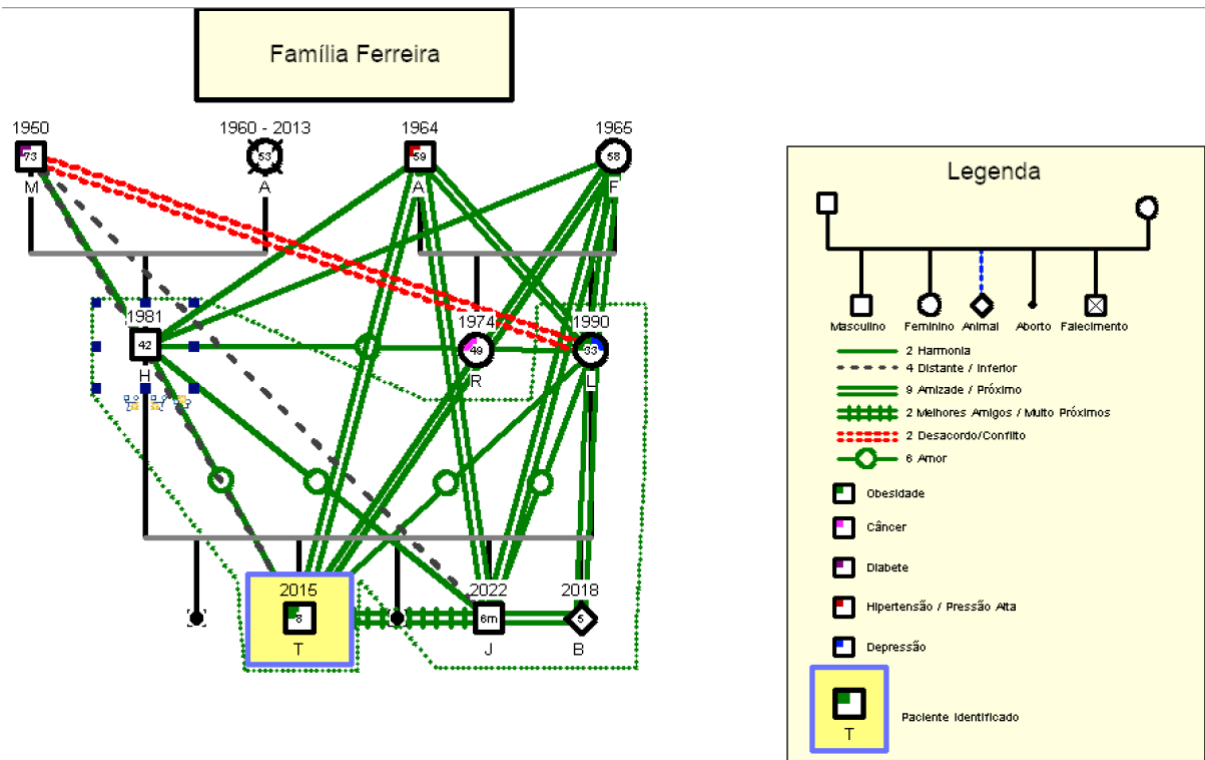 Família Ferreira
1950
1960 - 2013
1964
1965
73
53
59
58
M
A
A
F
1981
1974
1990
42
49
33
H
R
L
2015
2022
2018
8
6m
5
T
J
B
Legenda
Masculino
Feminino
Animal
Aborto
Falecimento
2 Harmonia
4 Distante / Inferior
9 Amizade / Próximo
2 Melhores Amigos / Muito Próximos
2 Desacordo/Conflito
6 Amor
Obesidade
Câncer
Diabete
Hipertensão / Pressão Alta
Depressão
T
Paciente Identificado